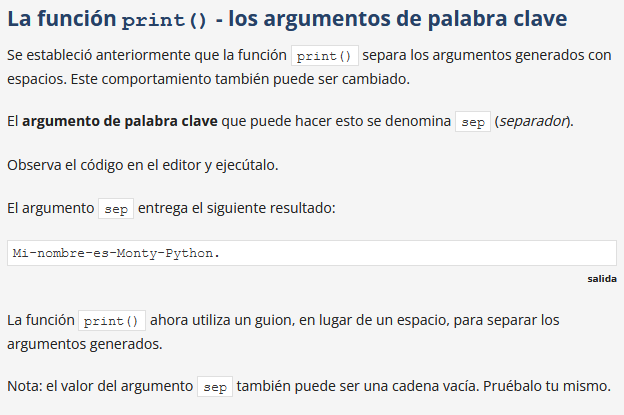 La función print() - los argumentos de palabra clave
Se estableció anteriormente que la función print() separa los argumentos generados con
espacios. Este comportamiento también puede ser cambiado.
El argumento de palabra clave que puede hacer esto se denomina sep (separador).
Observa el código en el editor y ejecútalo.
El argumento sep entrega el siguiente resultado:
Mi-nombre-es-Monty-Python.
salida
La función print() ahora utiliza un guion, en lugar de un espacio, para separar los
argumentos generados.
Nota: el valor del argumento sep también puede ser una cadena vacía. Pruébalo tu mismo.